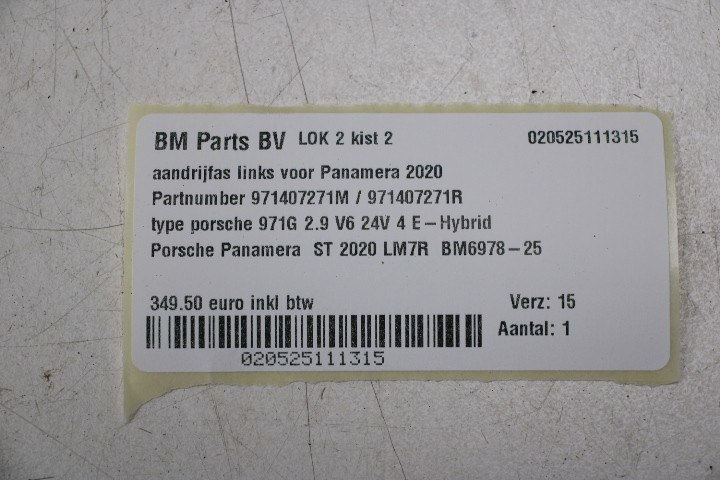 BM Parts BV LOK 2 kist 2 020525111315
aandrijfas links voor Panamera 2020
Partnumber 971407271M / 971407271R
type porsche 971G 2.9 V6 24V 4 E-Hybrid
Porsche Panamera ST 2020 LM7R BM6978-25
349.50 euro inkl btw Verz: 15
Aantal: 1
020525111315